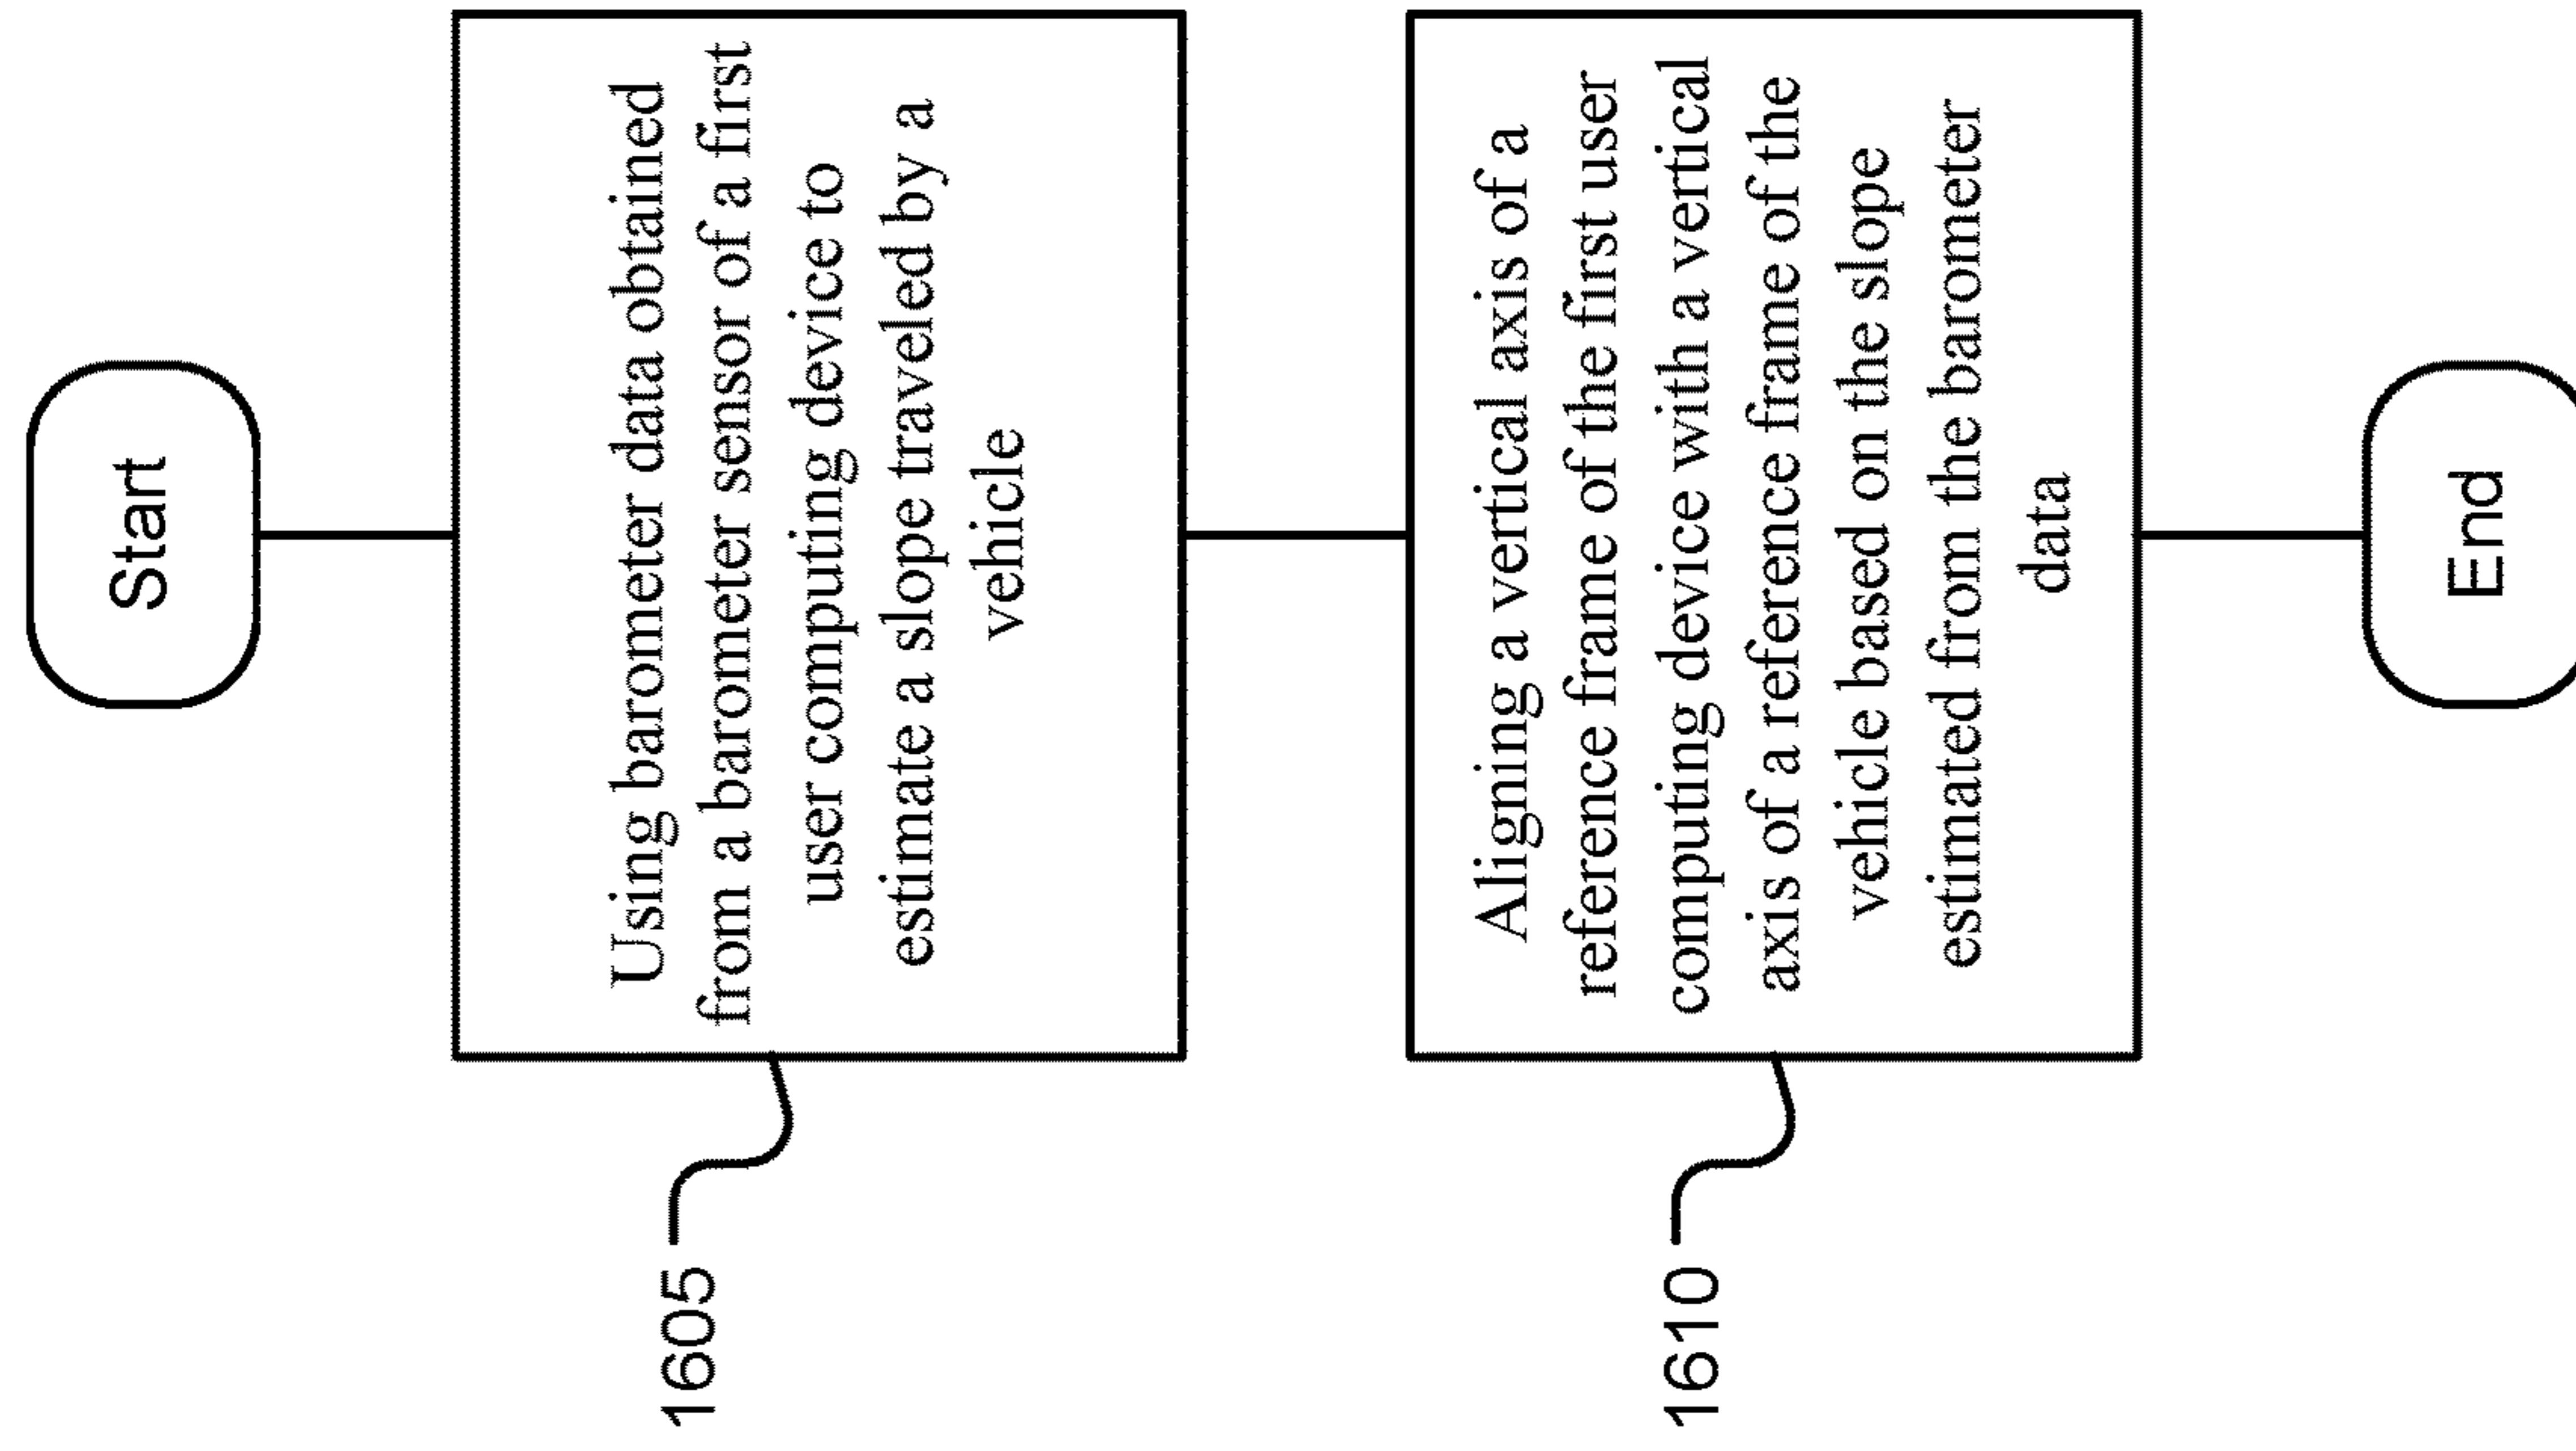 Start
Using barometer data obtained
from a barometer sensor of a first
user computing device to
estimate a slope traveled by a
vehicle
1605
Aligning a vertical axis of a
reference frame of the first user
computing device with a vertical
axis of a reference frame of the
vehicle based on the slope
estimated from the barometer
data
1610
End